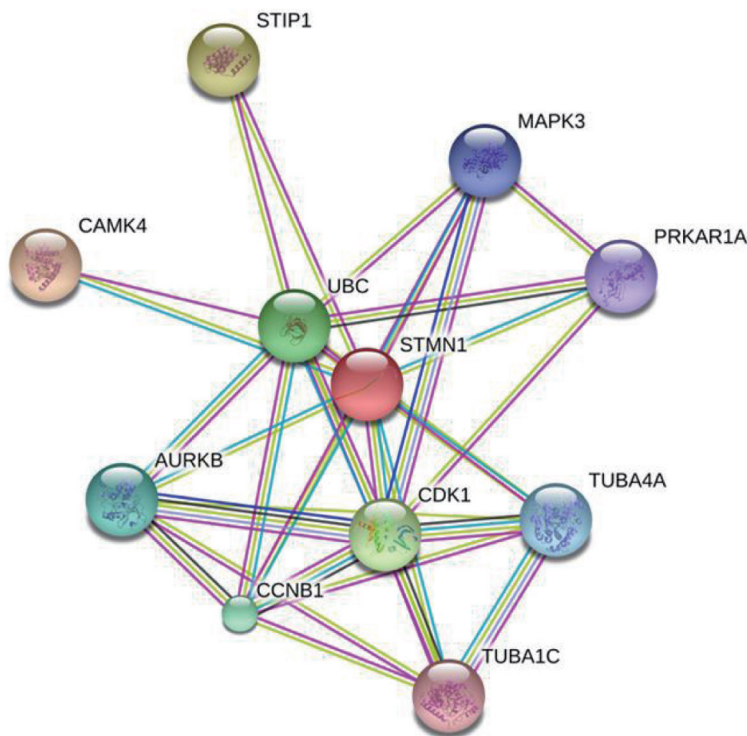 STIP1
MAPK3
CAMK4
PRKAR1A
UBC
STMN1
AURKB
CDK1
TUBA4A
CCNB1
TUBA1C